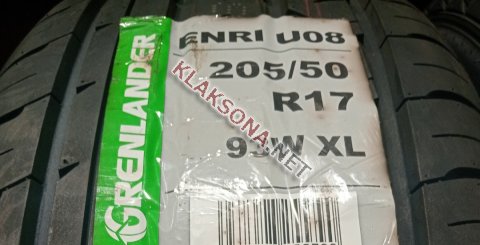 GRENLANDER
ENRI U08
205/50
R17
W XL
KLAKSONA.NET